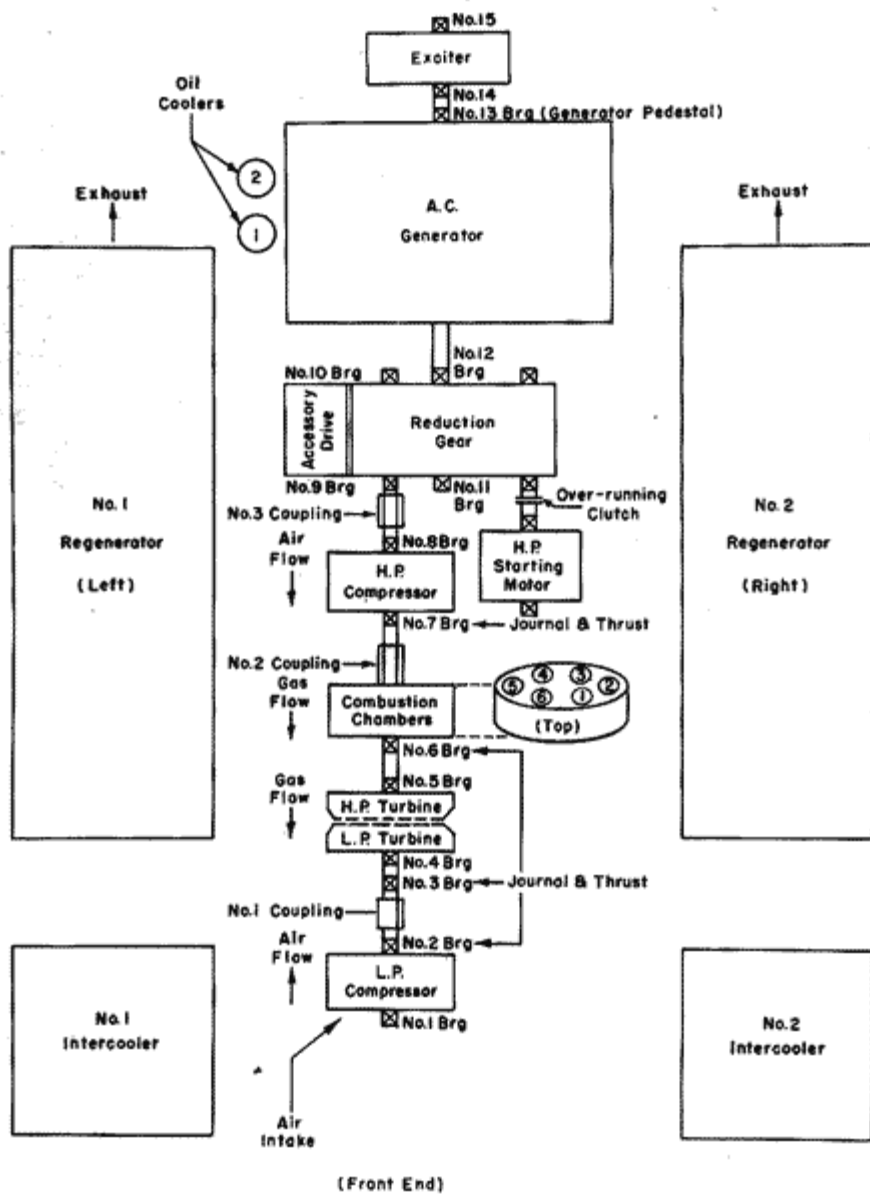 No.15
Exciter
No.14
No.13 Brg (Generator Pedestal)
Oil
Coolers
2
1
Exhaust
Exhaust
A.C.
Generator
No.12
Brg
No.10 Brg
Accessory
Drive
Reduction
Gear
No.9 Brg
No.11
Brg
Over-running
Clutch
No.3 Coupling
Air
Flow
No.8 Brg
H.P.
Compressor
H.P.
Starting
Motor
No.7 Brg
Journal & Thrust
No.1
Regenerator
(Left)
No.2
Regenerator
(Right)
No.2 Coupling
Gas
Flow
Combustion
Chambers
4
3
5
2
6
1
(Top)
No.6 Brg
No.5 Brg
Gas
Flow
H.P. Turbine
L.P. Turbine
No.4 Brg
No.3 Brg
Journal & Thrust
No.1 Coupling
No.2 Brg
Air
Flow
L.P.
Compressor
No.1 Brg
No.1
Intercooler
No.2
Intercooler
Air
Intake
(Front End)